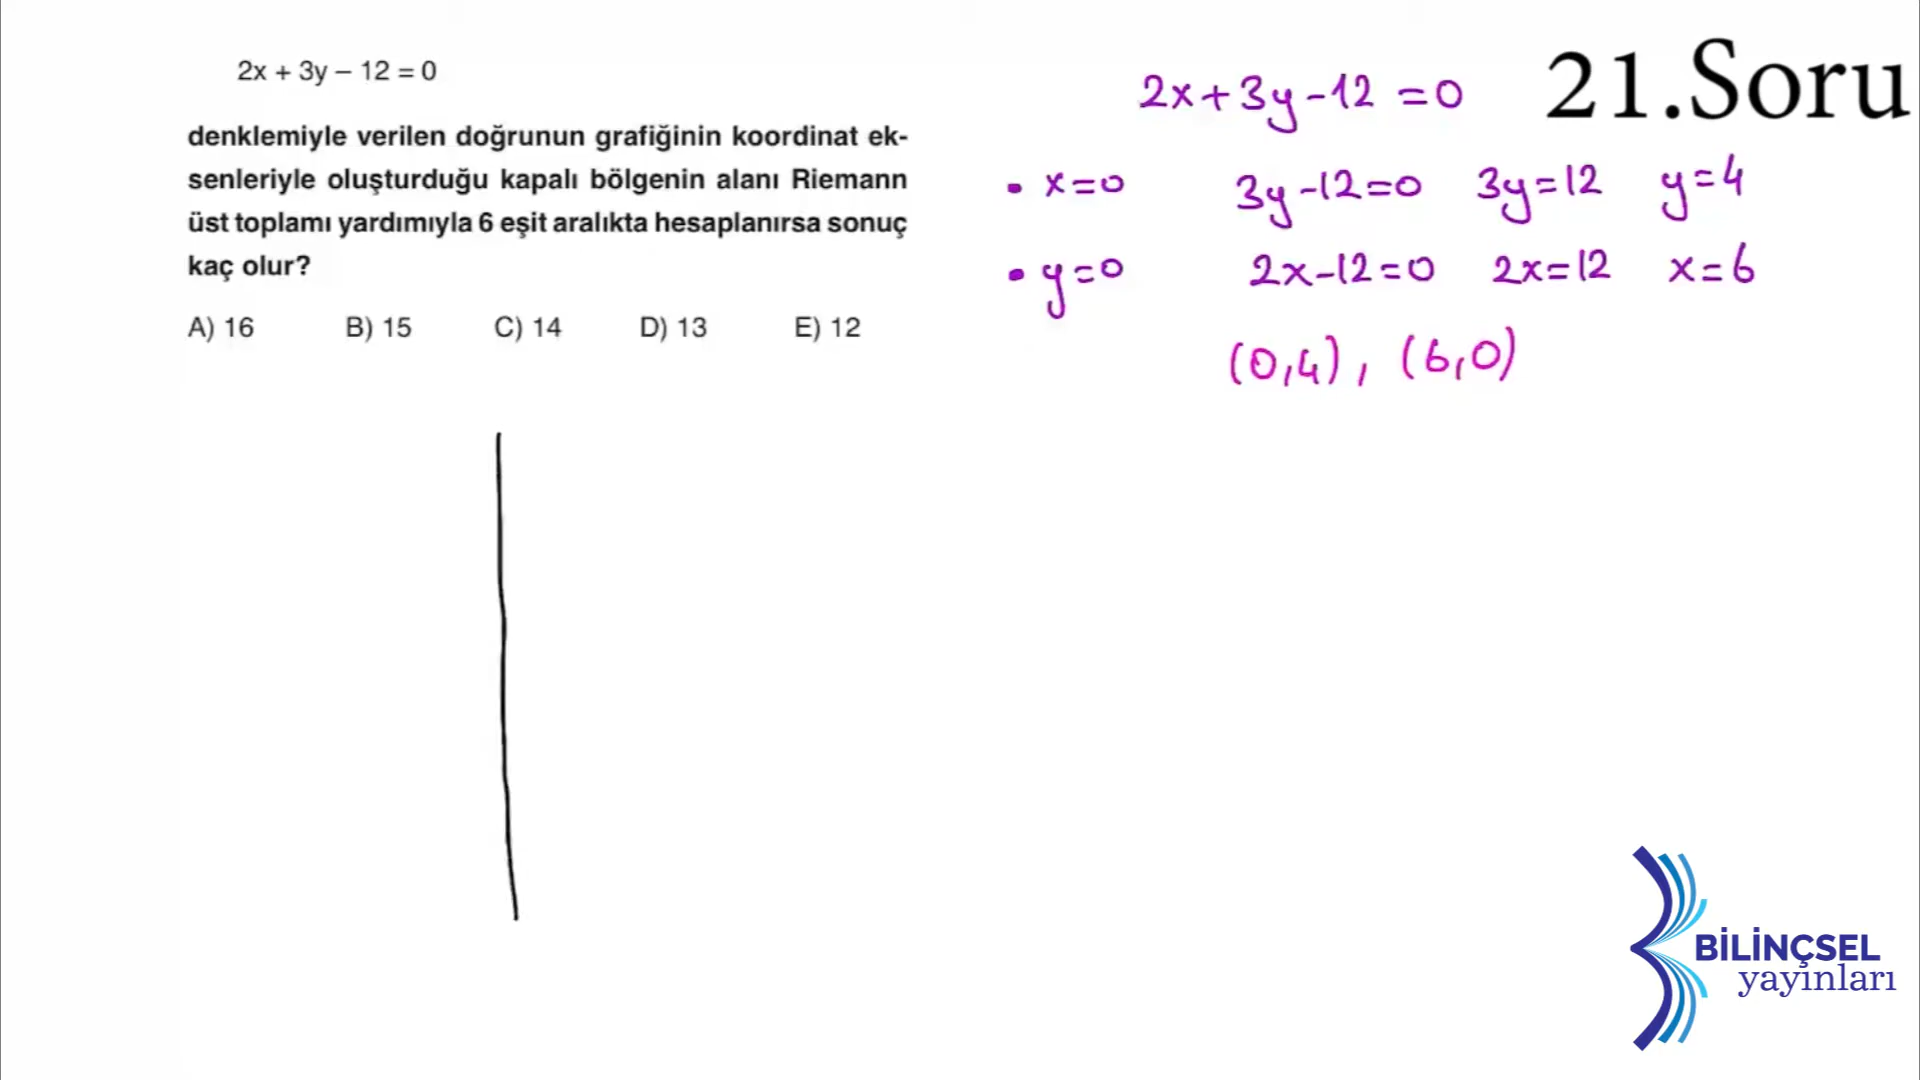 2x + 3y – 12 = 0
denklemiyle verilen doğrunun grafiğinin koordinat ek-
senleriyle oluşturduğu kapalı bölgenin alanı Riemann
üst toplamı yardımıyla 6 eşit aralıkta hesaplanırsa sonuç
kaç olur?
A) 16 B) 15 C) 14 D) 13 E) 12
21.Soru
2x+3y-12 =0
• x=0 3y-12=0 3y=12 y=4
• y=0 2x-12=0 2x=12 x=6
(0,4), (6,0)
BİLİNÇSEL
yayınları